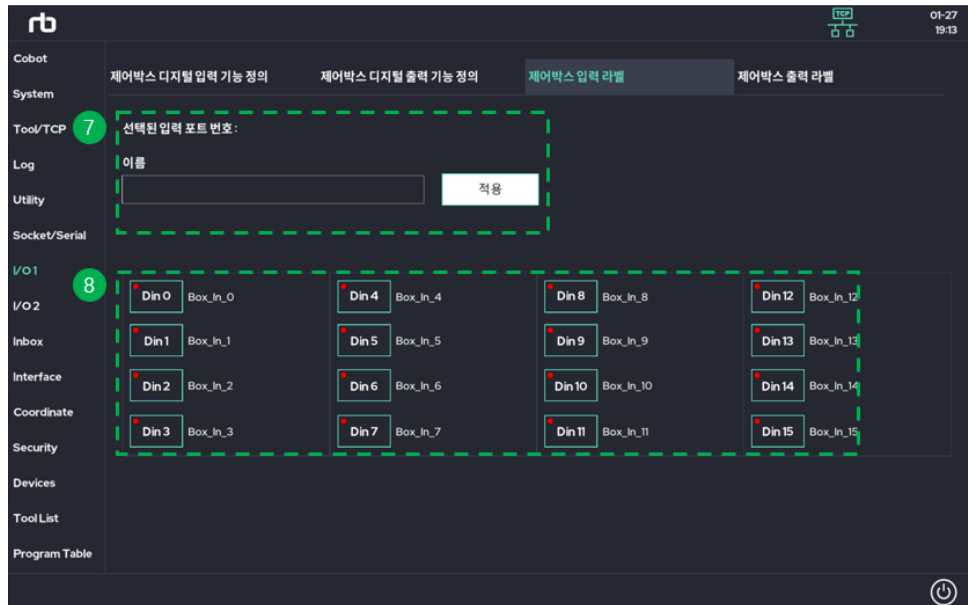 rb
TCP
01-27
19:13
Cobot
System
Tool/TCP
Log
Utility
Socket/Serial
I/O 1
I/O 2
Inbox
Interface
Coordinate
Security
Devices
Tool List
Program Table
제어박스 디지털 입력 기능 정의 제어박스 디지털 출력 기능 정의 제어박스 입력 라벨 제어박스 출력 라벨
7
선택된 입력 포트 번호 :
이름
적용
8
Din 0 Box_In_0 Din 4 Box_In_4 Din 8 Box_In_8 Din 12 Box_In_12
Din 1 Box_In_1 Din 5 Box_In_5 Din 9 Box_In_9 Din 13 Box_In_13
Din 2 Box_In_2 Din 6 Box_In_6 Din 10 Box_In_10 Din 14 Box_In_14
Din 3 Box_In_3 Din 7 Box_In_7 Din 11 Box_In_11 Din 15 Box_In_15